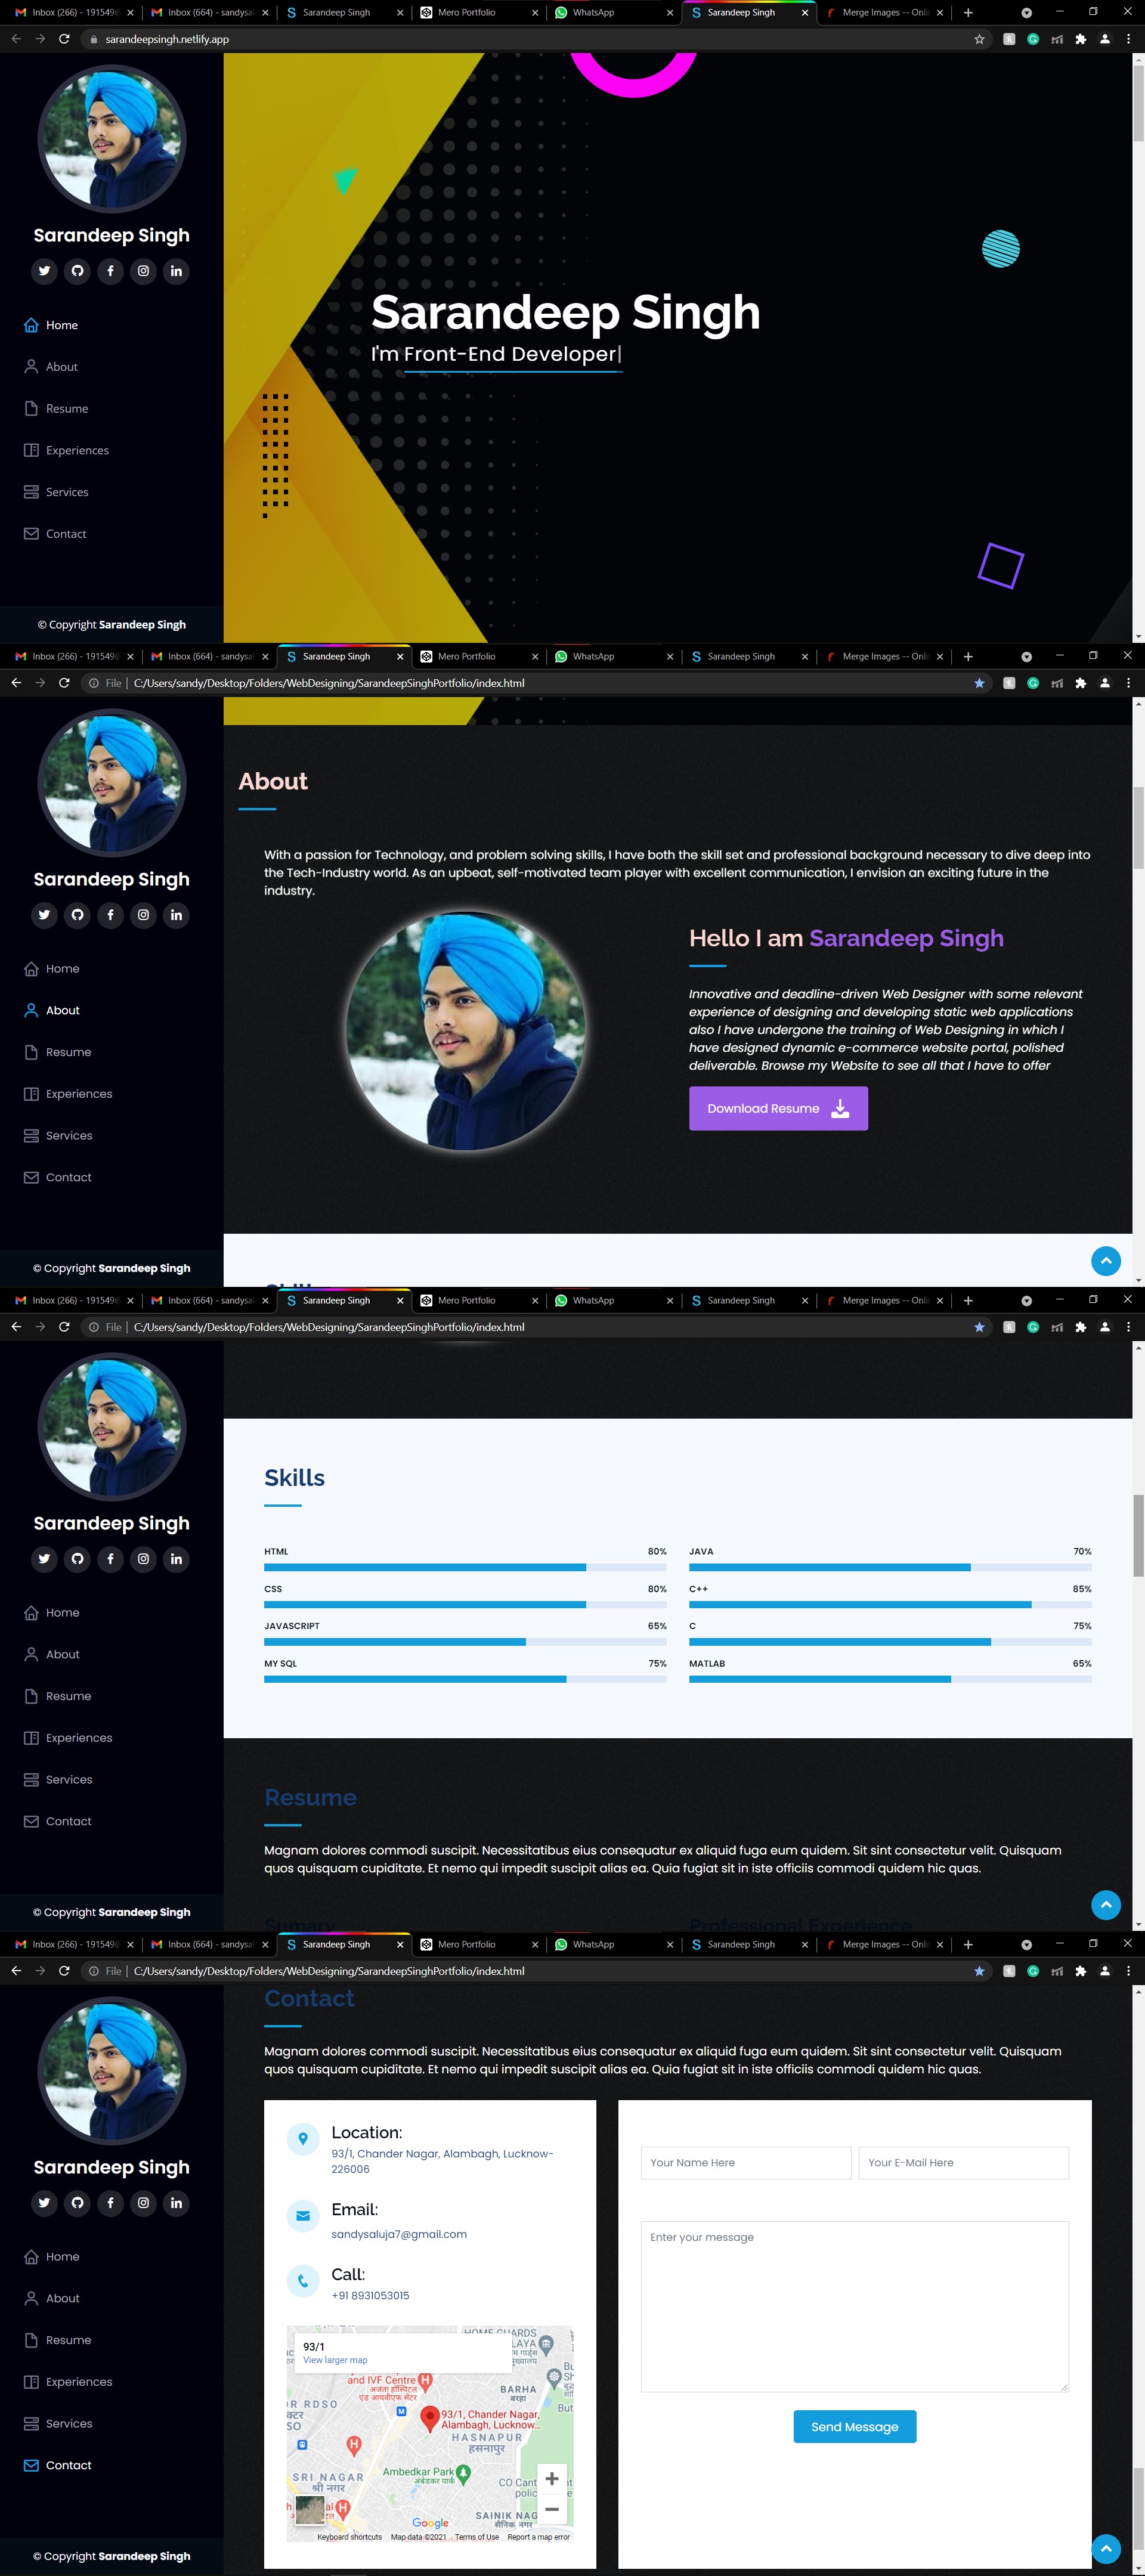 Inbox (266) - 191549
Inbox (664) - sandysal
Sarandeep Singh
Mero Portfolio
WhatsApp
Sarandeep Singh
Merge Images -- Onli
sarandeepsingh.netlify.app
Sarandeep Singh
Home
About
Resume
Experiences
Services
Contact
© Copyright Sarandeep Singh
Sarandeep Singh
I'm Front-End Developer|
Inbox (266) - 191549
Inbox (664) - sandysal
Sarandeep Singh
Mero Portfolio
WhatsApp
Sarandeep Singh
Merge Images -- Onli
File | C:/Users/sandy/Desktop/Folders/WebDesigning/SarandeepSinghPortfolio/index.html
Sarandeep Singh
Home
About
Resume
Experiences
Services
Contact
© Copyright Sarandeep Singh
About
With a passion for Technology, and problem solving skills, I have both the skill set and professional background necessary to dive deep into
the Tech-Industry world. As an upbeat, self-motivated team player with excellent communication, I envision an exciting future in the
industry.
Hello I am Sarandeep Singh
Innovative and deadline-driven Web Designer with some relevant
experience of designing and developing static web applications
also I have undergone the training of Web Designing in which I
have designed dynamic e-commerce website portal, polished
deliverable. Browse my Website to see all that I have to offer
Download Resume
Inbox (266) - 191549
Inbox (664) - sandysal
Sarandeep Singh
Mero Portfolio
WhatsApp
Sarandeep Singh
Merge Images -- Onli
File | C:/Users/sandy/Desktop/Folders/WebDesigning/SarandeepSinghPortfolio/index.html
Sarandeep Singh
Home
About
Resume
Experiences
Services
Contact
© Copyright Sarandeep Singh
Skills
HTML 80%
JAVA 70%
CSS 80%
C++ 85%
JAVASCRIPT 65%
C 75%
MY SQL 75%
MATLAB 65%
Resume
Magnam dolores commodi suscipit. Necessitatibus eius consequatur ex aliquid fuga eum quidem. Sit sint consectetur velit. Quisquam
quos quisquam cupiditate. Et nemo qui impedit suscipit alias ea. Quia fugiat sit in iste officiis commodi quidem hic quas.
Sumary
Professional Experience
Inbox (266) - 191549
Inbox (664) - sandysal
Sarandeep Singh
Mero Portfolio
WhatsApp
Sarandeep Singh
Merge Images -- Onli
File | C:/Users/sandy/Desktop/Folders/WebDesigning/SarandeepSinghPortfolio/index.html
Sarandeep Singh
Home
About
Resume
Experiences
Services
Contact
© Copyright Sarandeep Singh
Contact
Magnam dolores commodi suscipit. Necessitatibus eius consequatur ex aliquid fuga eum quidem. Sit sint consectetur velit. Quisquam
quos quisquam cupiditate. Et nemo qui impedit suscipit alias ea. Quia fugiat sit in iste officiis commodi quidem hic quas.
Location:
93/1, Chander Nagar, Alambagh, Lucknow-
226006
Email:
sandysaluja7@gmail.com
Call:
+91 8931053015
93/1
View larger map
and IVF Centre
अजंता हॉस्पिटल
एंड आयवीएफ सेंटर
BARHA
बरहा
93/1, Chander Nagar,
Alambagh, Lucknow...
HASNAPUR
हसनापुर
Ambedkar Park
अंबेडकर पार्क
SRI NAGAR
श्री नगर
SAINIK NAG
सैनिक नगर
Google
Keyboard shortcuts
Map data ©2021
Terms of Use
Report a map error
Your Name Here
Your E-Mail Here
Enter your message
Send Message